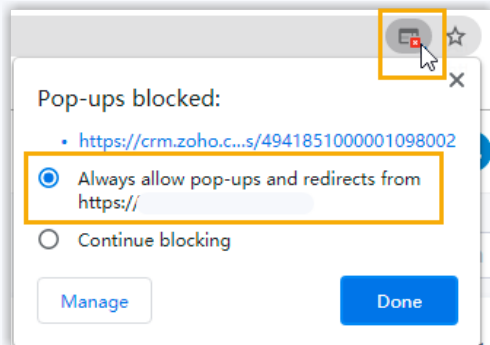 Pop-ups blocked:
• https://crm.zoho.c...s/4941851000001098002
Always allow pop-ups and redirects from
https://
Continue blocking
Manage
Done